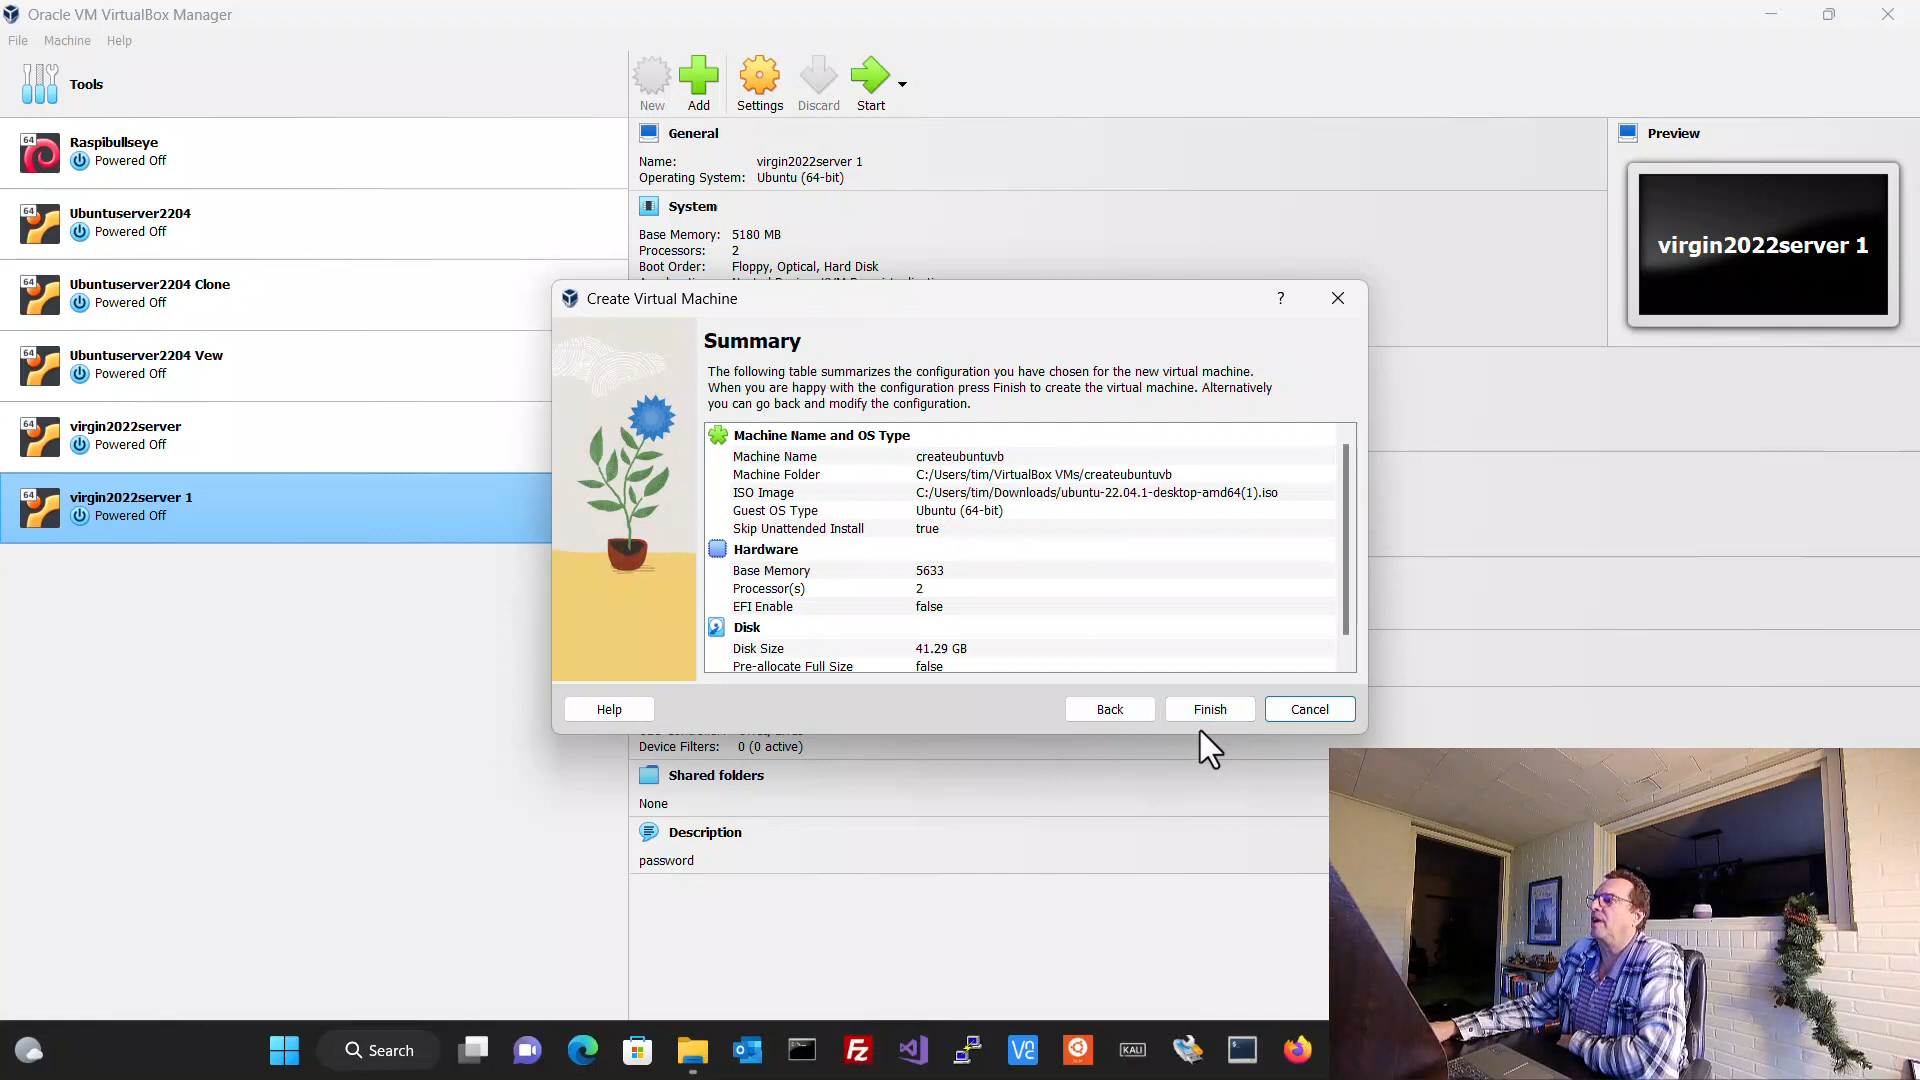 Oracle VM VirtualBox Manager
File Machine Help
Tools
New Add Settings Discard Start
64 Raspibullseye
Powered Off
64 Ubuntuserver2204
Powered Off
64 Ubuntuserver2204 Clone
Powered Off
64 Ubuntuserver2204 Vew
Powered Off
64 virgin2022server
Powered Off
64 virgin2022server 1
Powered Off
General
Name: virgin2022server 1
Operating System: Ubuntu (64-bit)
System
Base Memory: 5180 MB
Processors: 2
Boot Order: Floppy, Optical, Hard Disk
Preview
virgin2022server 1
Create Virtual Machine ?
Summary
The following table summarizes the configuration you have chosen for the new virtual machine.
When you are happy with the configuration press Finish to create the virtual machine. Alternatively
you can go back and modify the configuration.
Machine Name and OS Type
Machine Name createubuntuvb
Machine Folder C:/Users/tim/VirtualBox VMs/createubuntuvb
ISO Image C:/Users/tim/Downloads/ubuntu-22.04.1-desktop-amd64(1).iso
Guest OS Type Ubuntu (64-bit)
Skip Unattended Install true
Hardware
Base Memory 5633
Processor(s) 2
EFI Enable false
Disk
Disk Size 41.29 GB
Pre-allocate Full Size false
Help Back Finish Cancel
Device Filters: 0 (0 active)
Shared folders
None
Description
password
Search
Fz
KALI